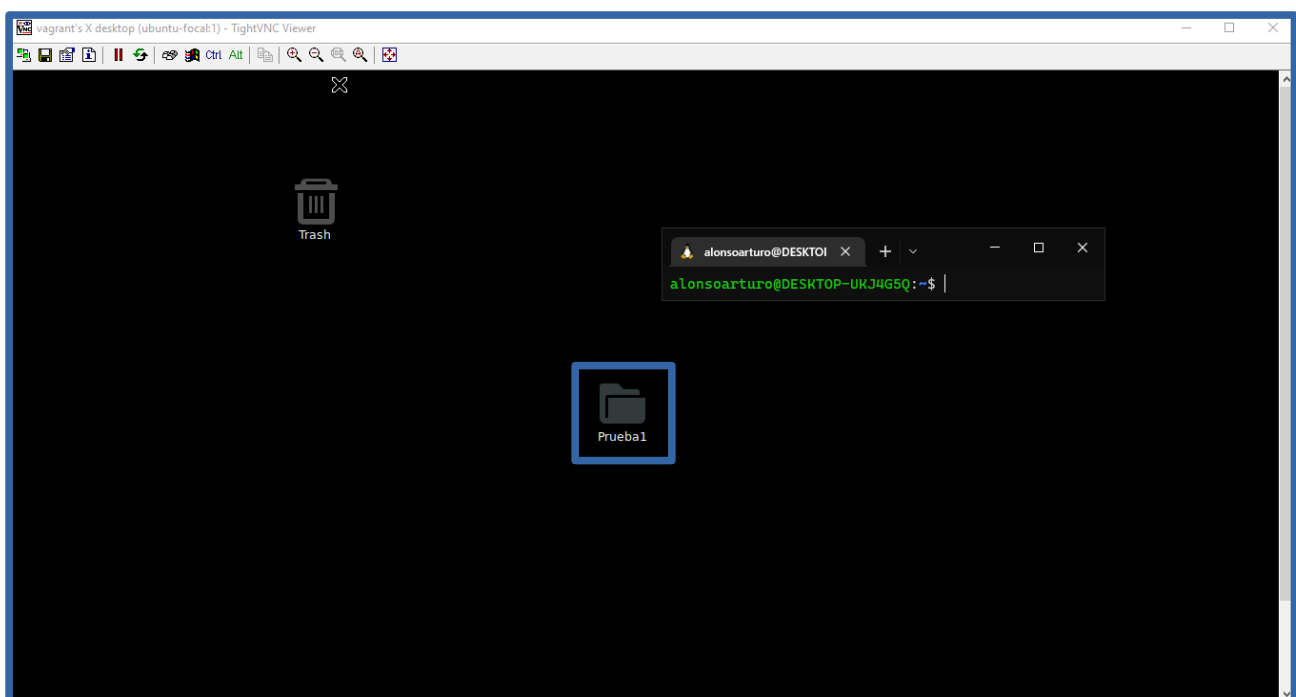 vagrant's X desktop (ubuntu-focal:1) - TightVNC Viewer
Ctrl Alt
Trash
alonsoarturo@DESKTOI
alonsoarturo@DESKTOP-UKJ4G5Q:~$
Prueba1